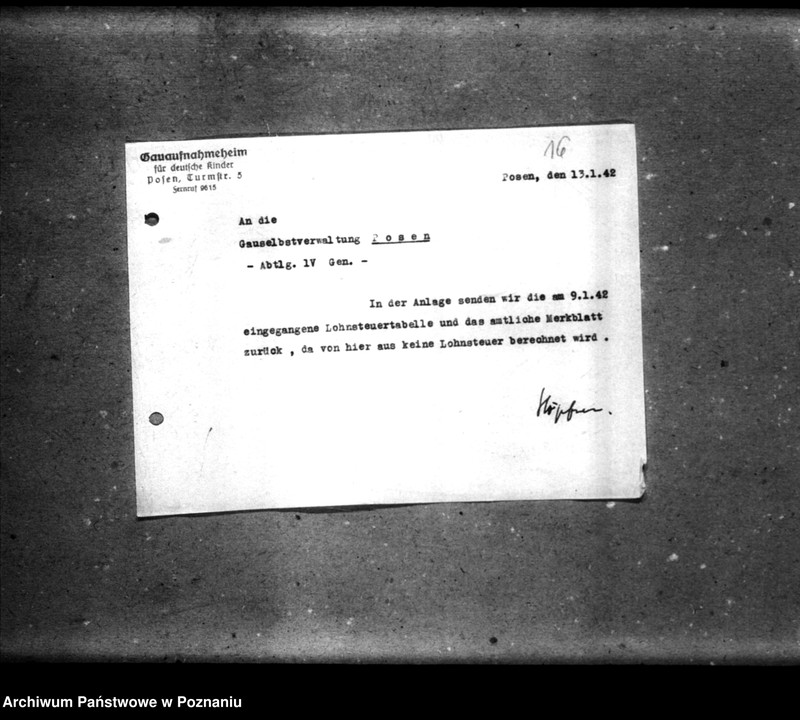 Gauaufnahmeheim
für deutsche Kinder
Posen, Turmstr. 5
Fernruf 9615
16
Posen, den 13.1.42
An die
Gauselbstverwaltung P o s e n
- Abtlg. 1V Gen. -
In der Anlage senden wir die am 9.1.42
eingegangene Lohnsteuertabelle und das amtliche Merkblatt
zurück , da von hier aus keine Lohnsteuer berechnet wird .
Archiwum Państwowe w Poznaniu